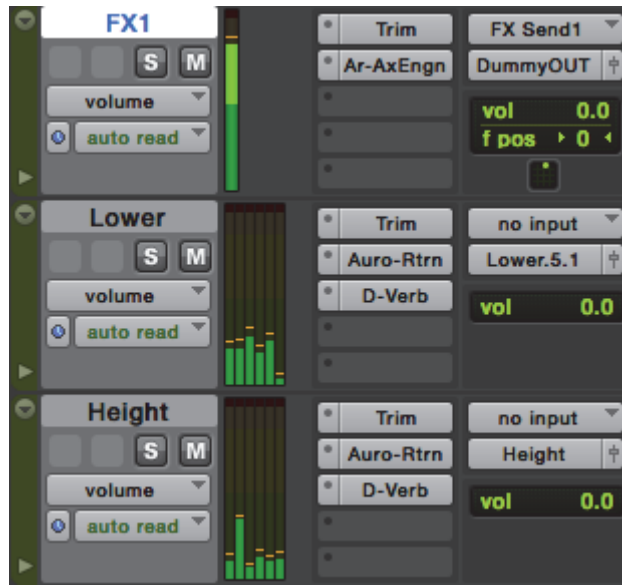 FX1
Trim
FX Send1
S M
Ar-AxEngn
DummyOUT
volume
vol 0.0
auto read
f pos 0
Lower
Trim
no input
S M
Auro-Rtrn
Lower.5.1
volume
D-Verb
vol 0.0
auto read
Height
Trim
no input
S M
Auro-Rtrn
Height
volume
D-Verb
vol 0.0
auto read